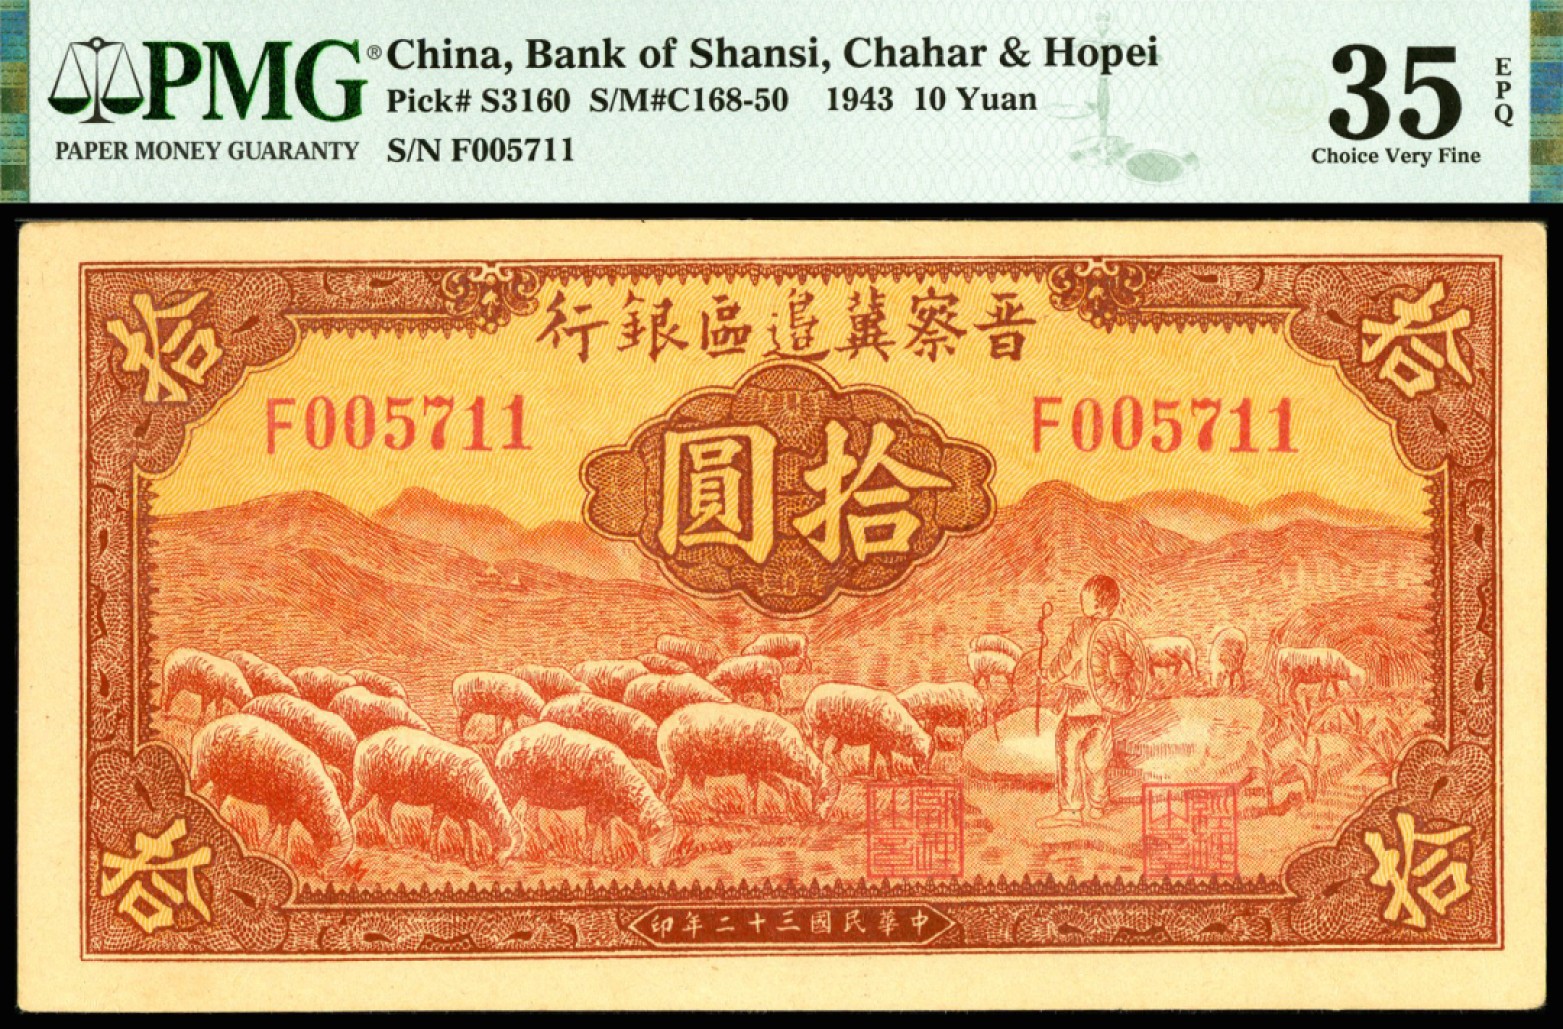 PMG®
PAPER MONEY GUARANTY
China, Bank of Shansi, Chahar & Hopei
Pick# S3160 S/M#C168-50 1943 10 Yuan
S/N F005711
35 EPQ
Choice Very Fine
晋察冀邊區銀行
拾
拾
F005711
F005711
拾圓
拾
拾
中華民國三十二年印